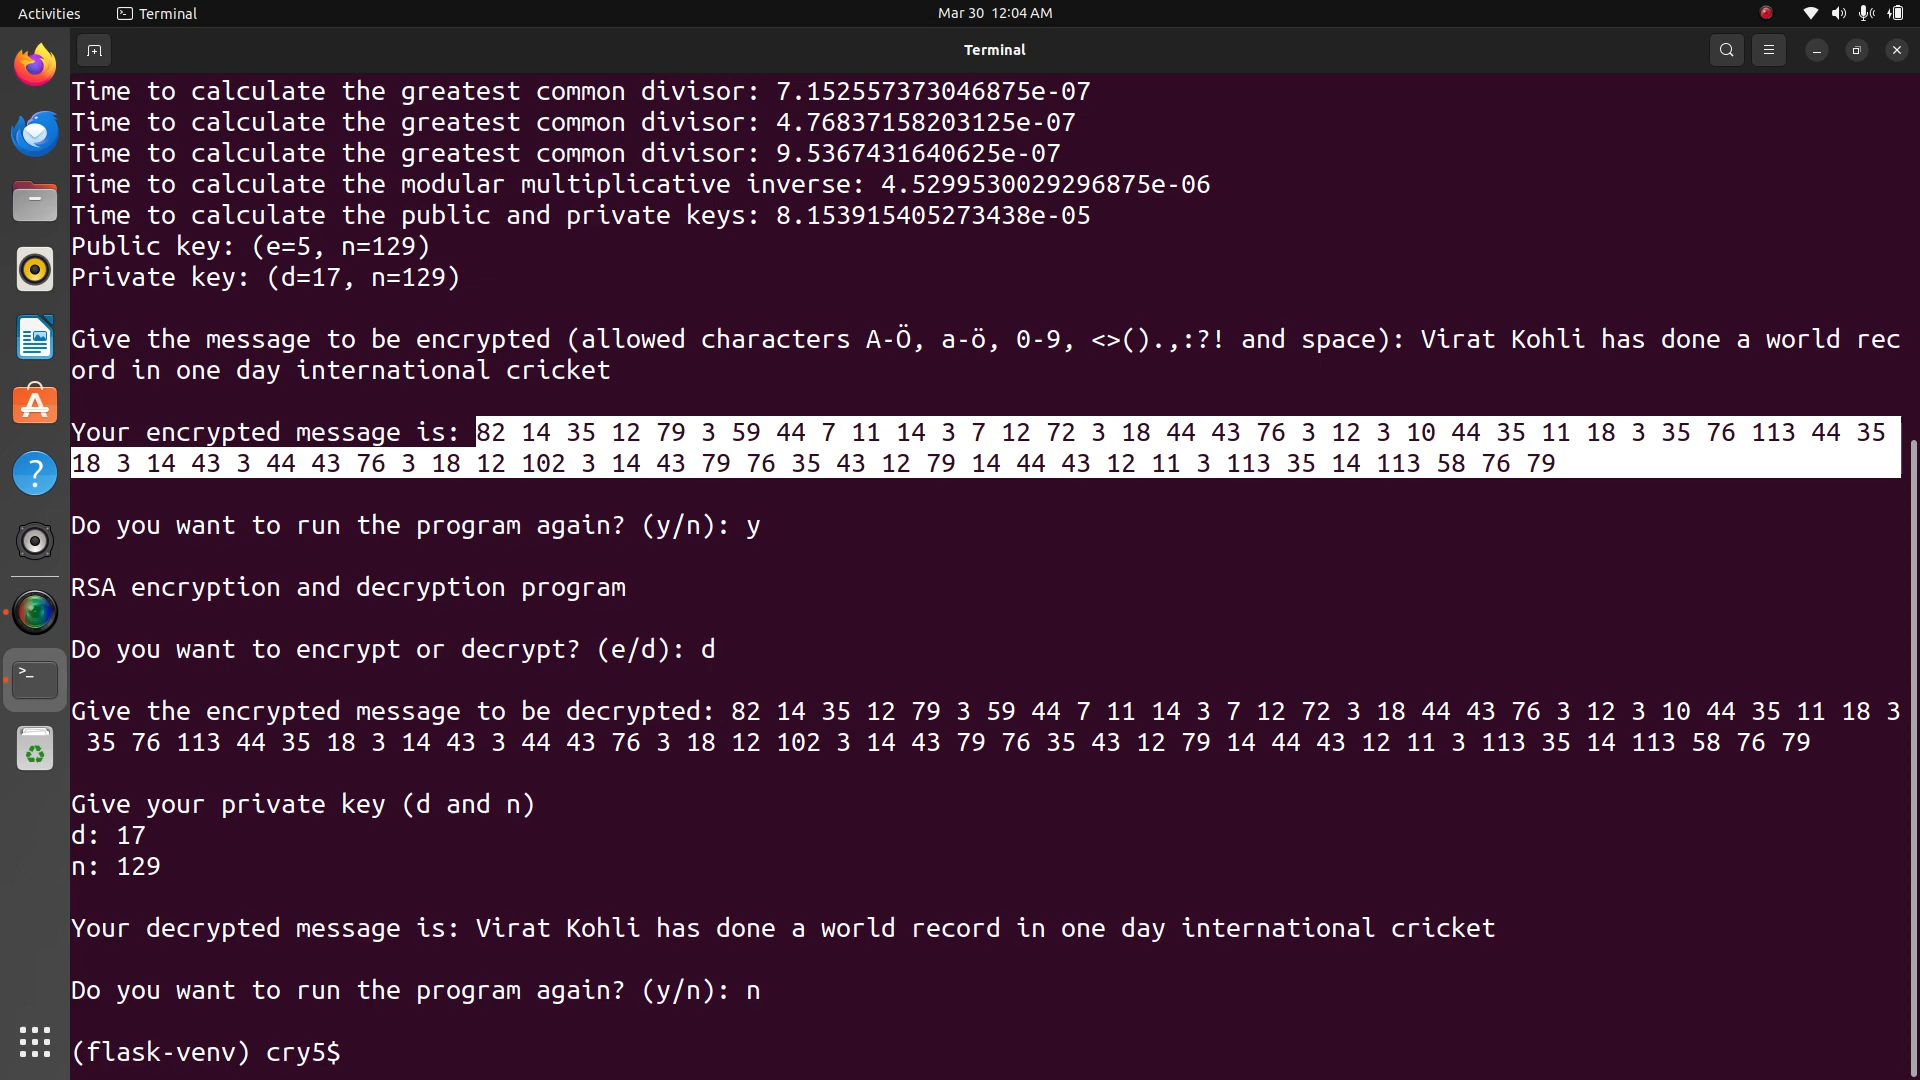 Activities
Terminal
Mar 30 12:04 AM
Terminal
Time to calculate the greatest common divisor: 7.152557373046875e-07
Time to calculate the greatest common divisor: 4.76837158203125e-07
Time to calculate the greatest common divisor: 9.5367431640625e-07
Time to calculate the modular multiplicative inverse: 4.5299530029296875e-06
Time to calculate the public and private keys: 8.153915405273438e-05
Public key: (e=5, n=129)
Private key: (d=17, n=129)
Give the message to be encrypted (allowed characters A-Ö, a-ö, 0-9, <>().,:?! and space): Virat Kohli has done a world rec
ord in one day international cricket
Your encrypted message is: 82 14 35 12 79 3 59 44 7 11 14 3 7 12 72 3 18 44 43 76 3 12 3 10 44 35 11 18 3 35 76 113 44 35
18 3 14 43 3 44 43 76 3 18 12 102 3 14 43 79 76 35 43 12 79 14 44 43 12 11 3 113 35 14 113 58 76 79
Do you want to run the program again? (y/n): y
RSA encryption and decryption program
Do you want to encrypt or decrypt? (e/d): d
Give the encrypted message to be decrypted: 82 14 35 12 79 3 59 44 7 11 14 3 7 12 72 3 18 44 43 76 3 12 3 10 44 35 11 18 3
35 76 113 44 35 18 3 14 43 3 44 43 76 3 18 12 102 3 14 43 79 76 35 43 12 79 14 44 43 12 11 3 113 35 14 113 58 76 79
Give your private key (d and n)
d: 17
n: 129
Your decrypted message is: Virat Kohli has done a world record in one day international cricket
Do you want to run the program again? (y/n): n
(flask-venv) cry5$